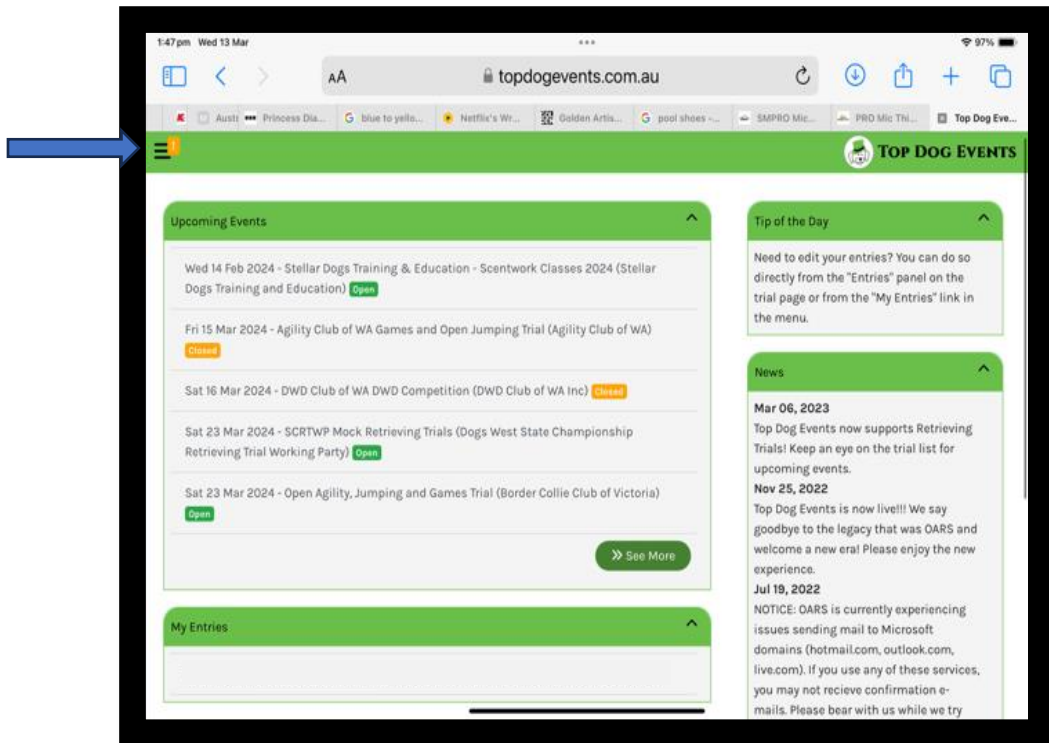 1:47 pm Wed 13 Mar
97%
AA
topdogevents.com.au
Austr
Princess Dia...
blue to yello...
Netflix's Wr...
Golden Artis...
pool shoes -...
SMPRO Mic...
PRO Mic Thi...
Top Dog Eve...
TOP DOG EVENTS
Upcoming Events
Wed 14 Feb 2024 - Stellar Dogs Training & Education - Scentwork Classes 2024 (Stellar
Dogs Training and Education) Open
Fri 15 Mar 2024 - Agility Club of WA Games and Open Jumping Trial (Agility Club of WA)
Closed
Sat 16 Mar 2024 - DWD Club of WA DWD Competition (DWD Club of WA Inc) Closed
Sat 23 Mar 2024 - SCRTWP Mock Retrieving Trials (Dogs West State Championship
Retrieving Trial Working Party) Open
Sat 23 Mar 2024 - Open Agility, Jumping and Games Trial (Border Collie Club of Victoria)
Open
See More
My Entries
Tip of the Day
Need to edit your entries? You can do so
directly from the "Entries" panel on the
trial page or from the "My Entries" link in
the menu.
News
Mar 06, 2023
Top Dog Events now supports Retrieving
Trials! Keep an eye on the trial list for
upcoming events.
Nov 25, 2022
Top Dog Events is now live!!! We say
goodbye to the legacy that was OARS and
welcome a new era! Please enjoy the new
experience.
Jul 19, 2022
NOTICE: OARS is currently experiencing
issues sending mail to Microsoft
domains (hotmail.com, outlook.com,
live.com). If you use any of these services,
you may not recieve confirmation e-
mails. Please bear with us while we try